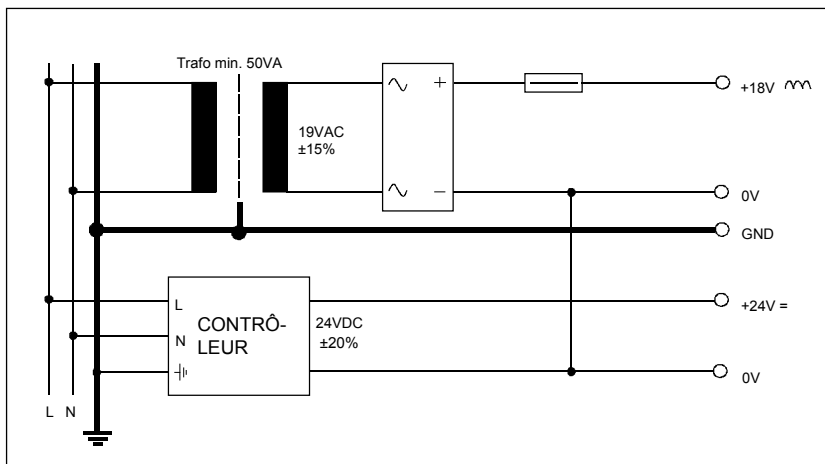 Trafo min. 50VA
+18V
19VAC
±15%
0V
GND
L
N
CONTRÔ-
LEUR
24VDC
±20%
+24V =
0V
L N